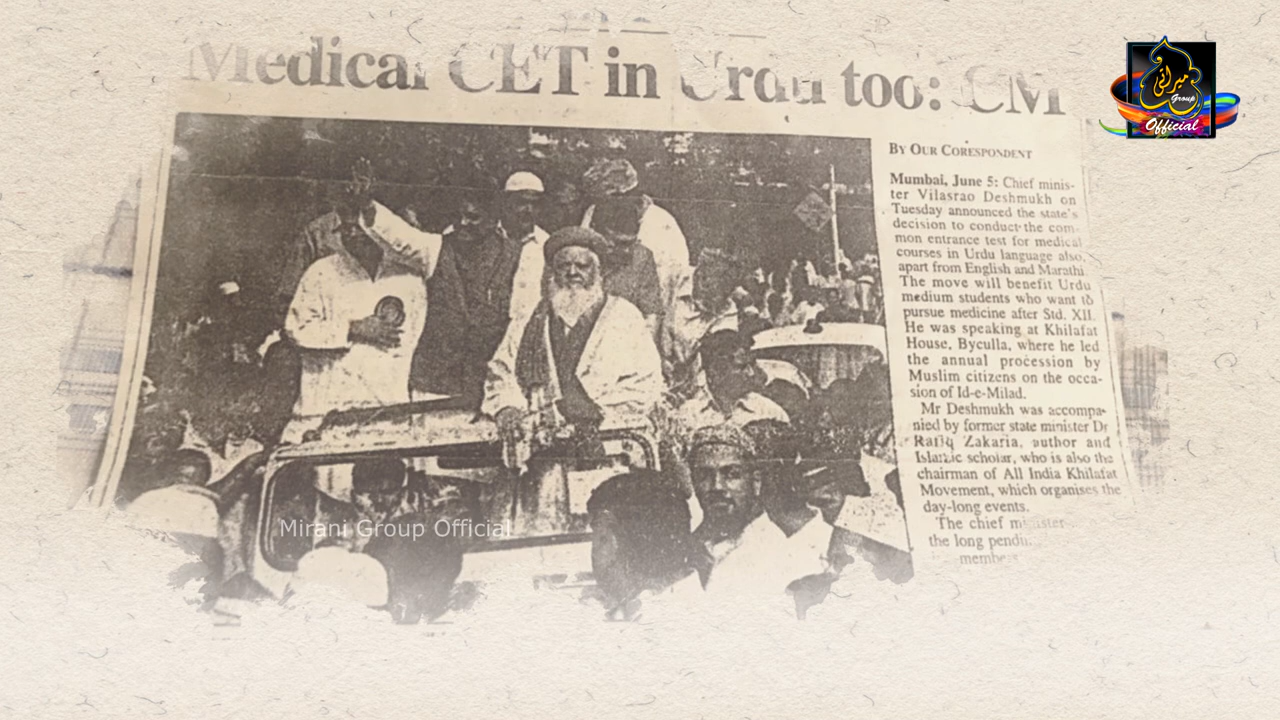 Medical CET in Urdu too: CM
میرانی
Group
Official
BY OUR CORESPONDENT
Mumbai, June 5: Chief minis-
ter Vilasrao Deshmukh on
Tuesday announced the state's
decision to conduct the com-
mon entrance test for medical
courses in Urdu language also,
apart from English and Marathi
The move will benefit Urdu
medium students who want to
pursue medicine after Std. XII.
He was speaking at Khilafat
House, Byculla, where he led
the annual procession by
Muslim citizens on the occa-
sion of Id-e-Milad.
Mr Deshmukh was accompa-
nied by former state minister Dr
Rafiq Zakaria, author and
Islamic scholar, who is also the
chairman of All India Khilafat
Movement, which organises the
day-long events.
The chief minister
the long
Mirani Group Official